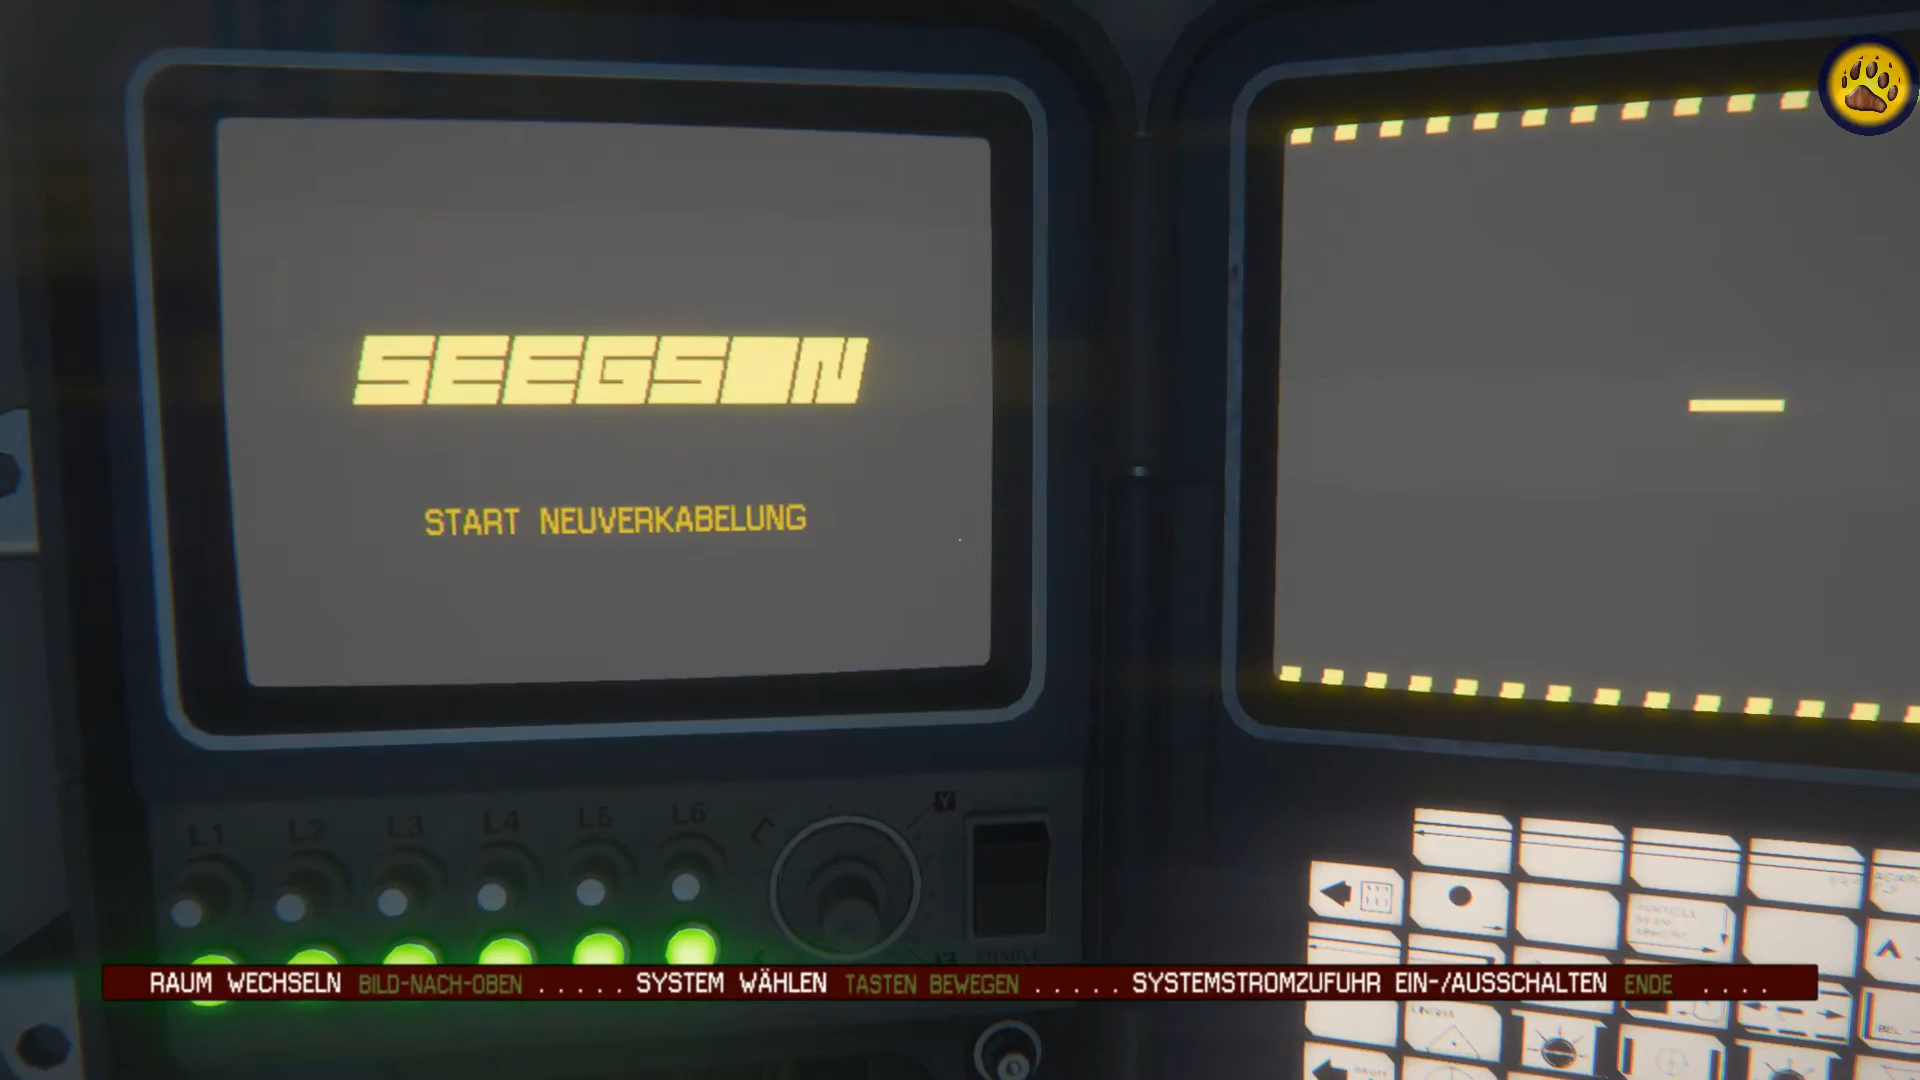 SEEGSON
START NEUVERKABELUNG
L1 L2 L3 L4 L5 L6
Y
ENABLE
RAUM WECHSELN BILD-NACH-OBEN ..... SYSTEM WÄHLEN TASTEN BEWEGEN ..... SYSTEMSTROMZUFUHR EIN-/AUSSCHALTEN ENDE ....